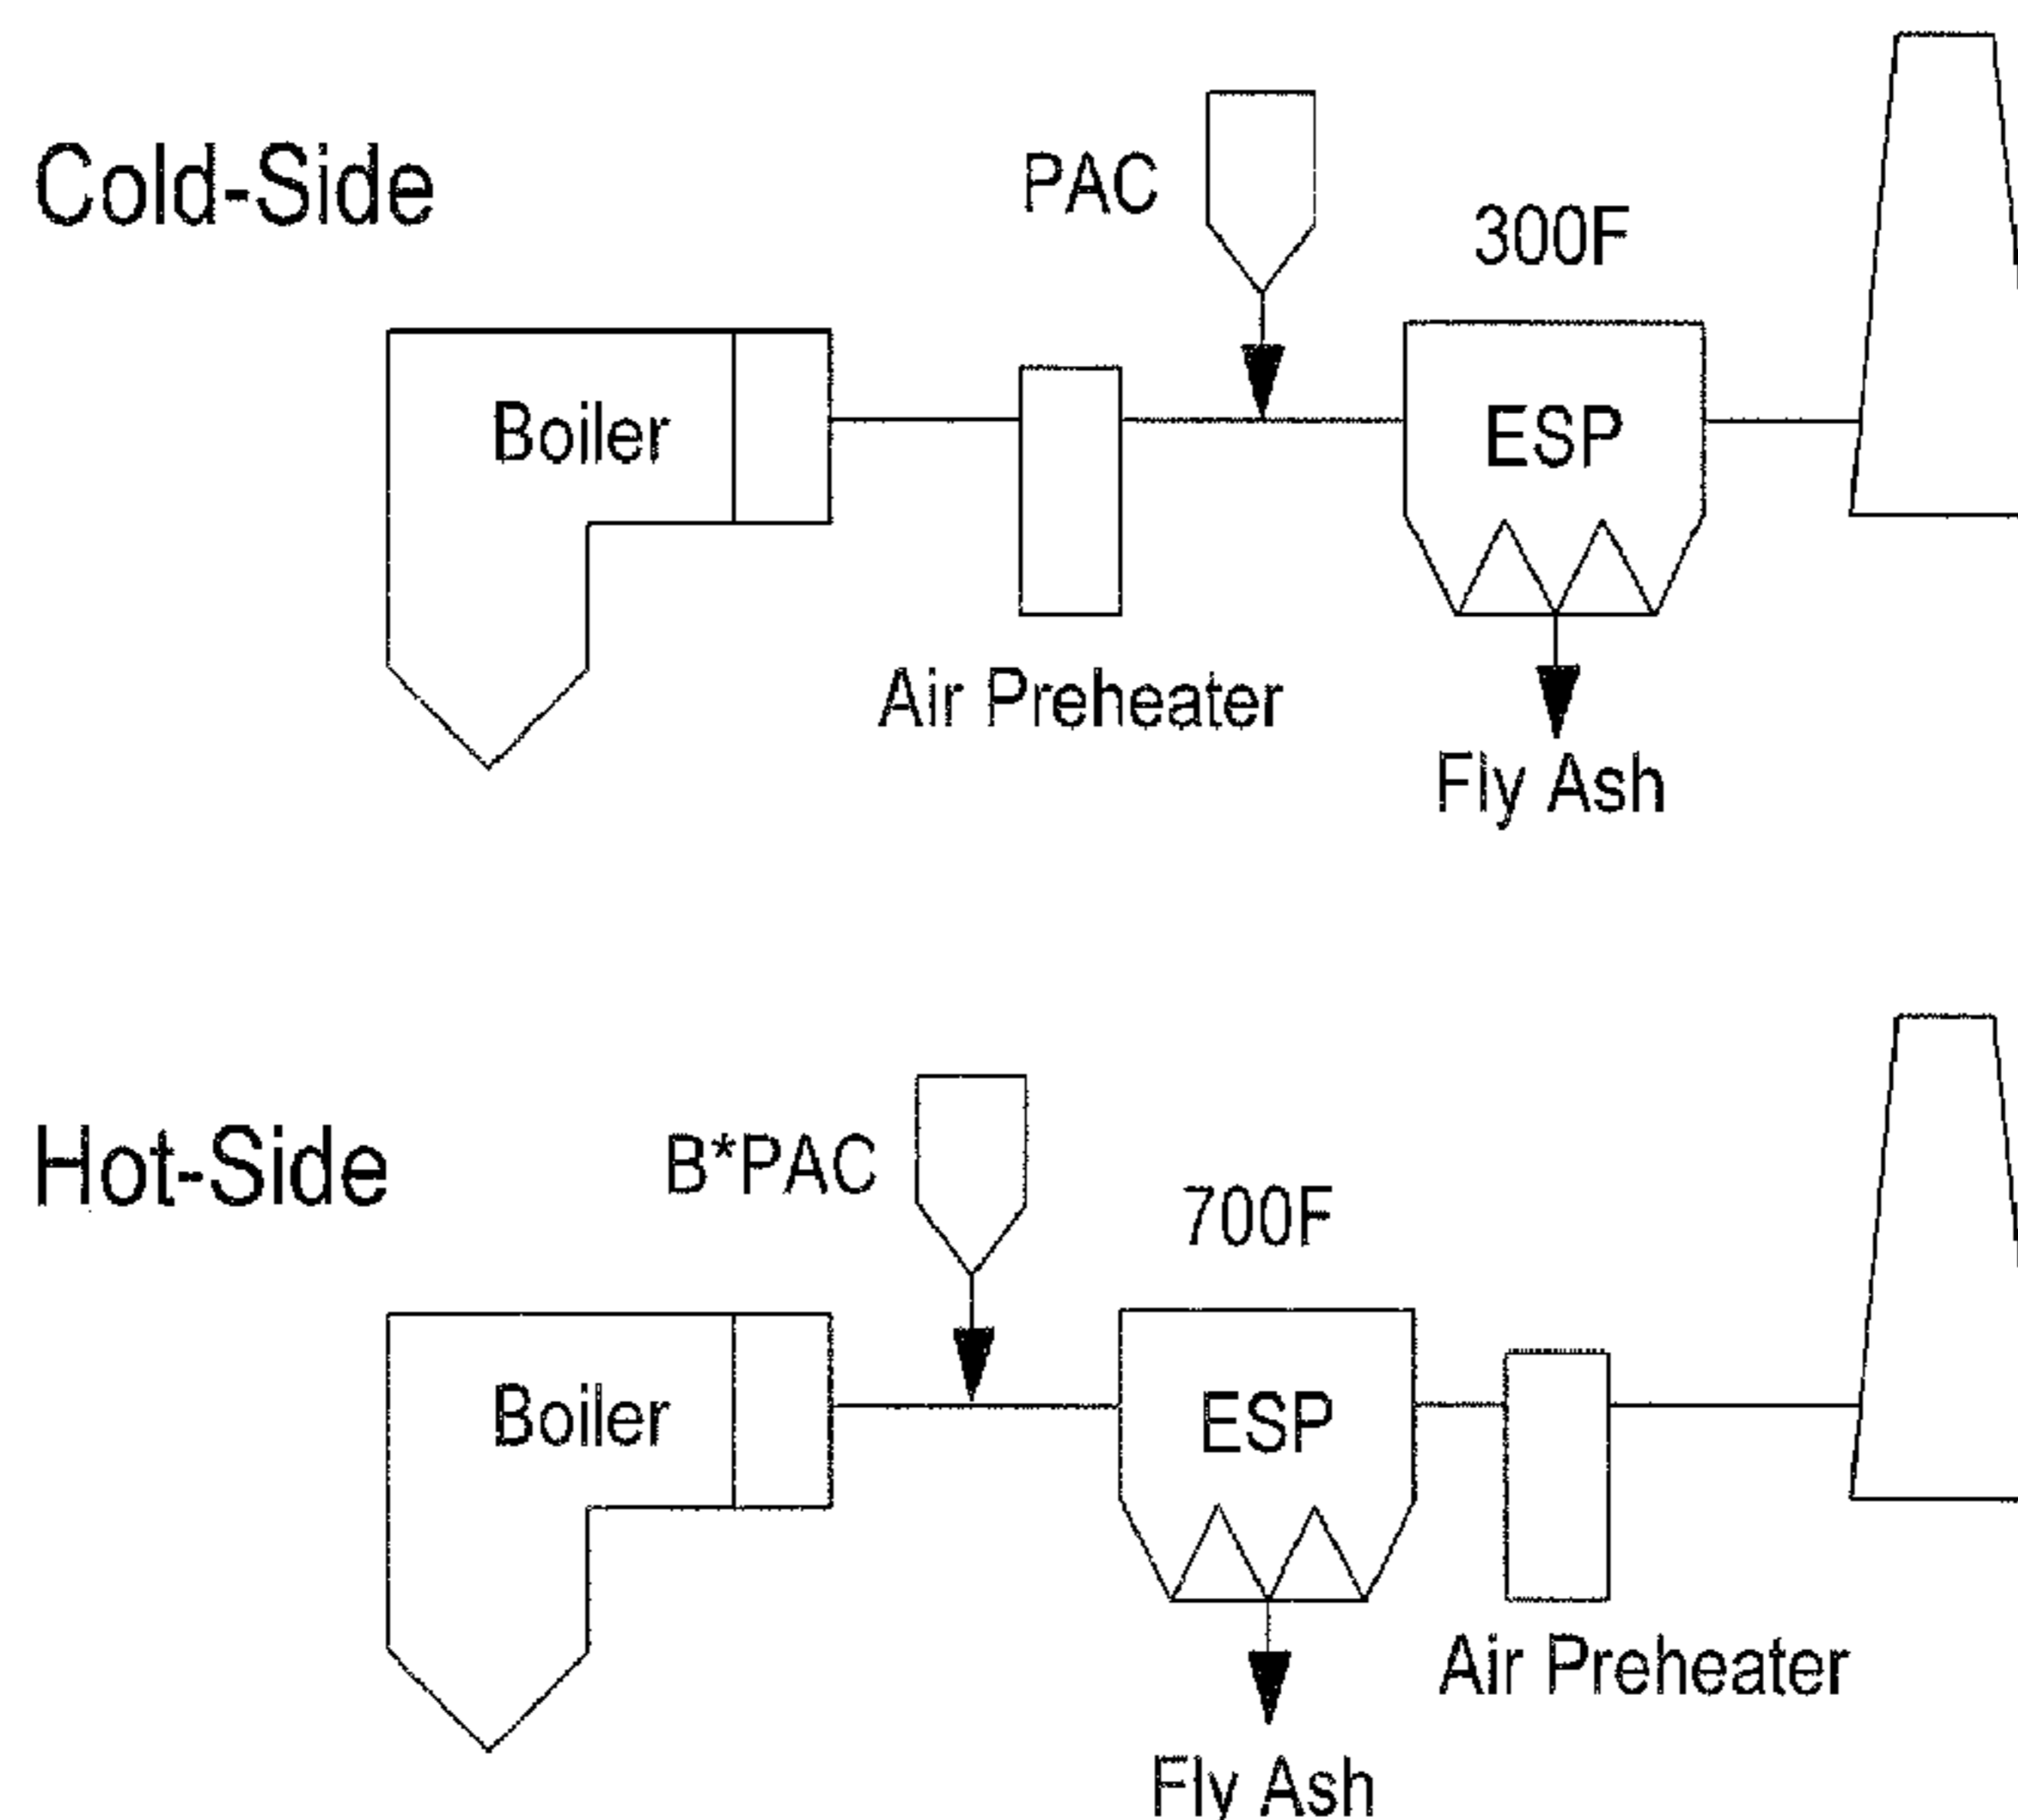 Cold-Side
PAC
300F
Boiler
ESP
Air Preheater
Fly Ash
Hot-Side
B*PAC
700F
Boiler
ESP
Air Preheater
Fly Ash